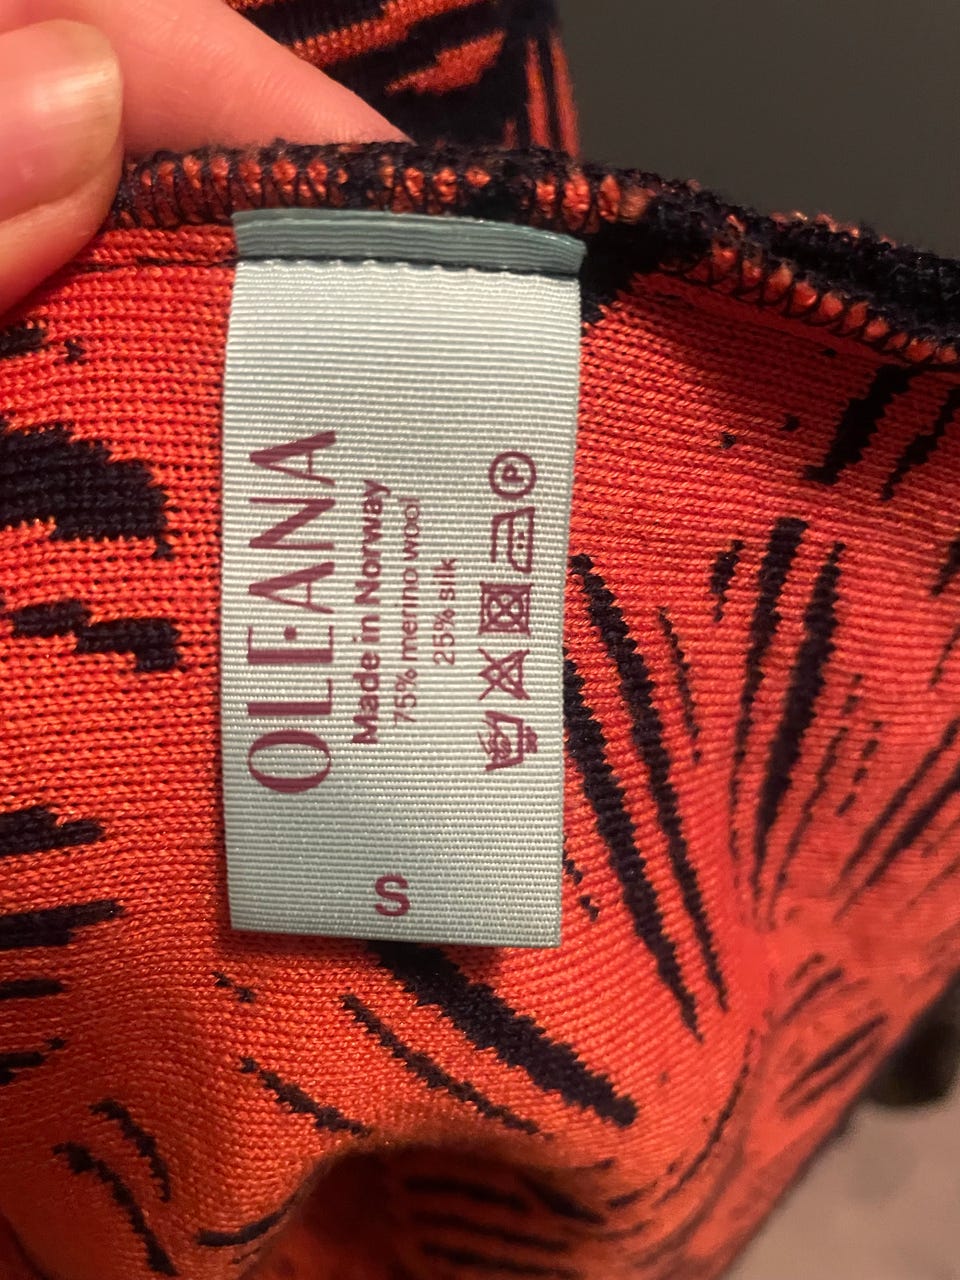 OLEANA
Made in Norway
75% merino wool
25% silk
P
S